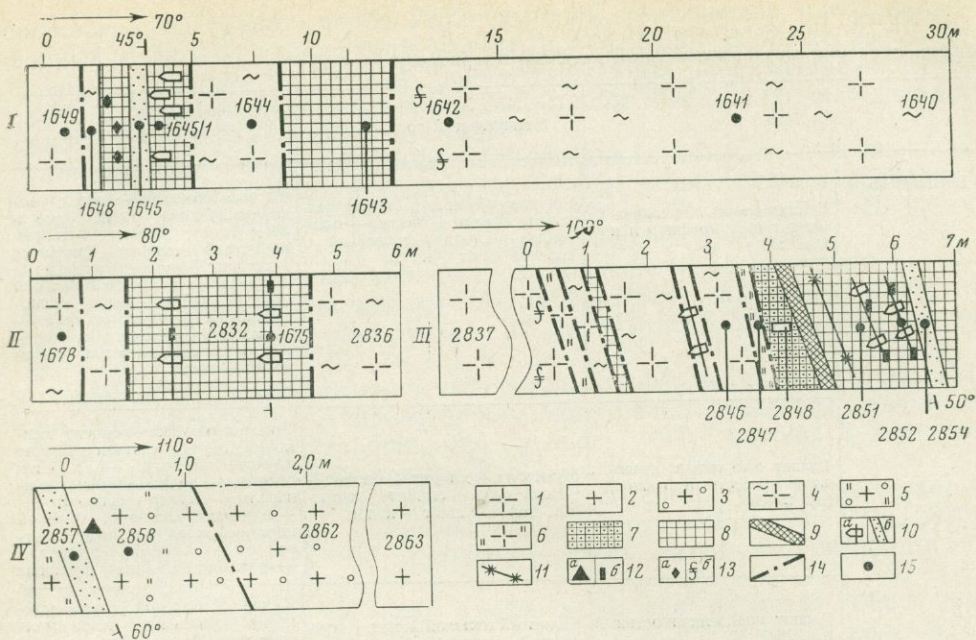 70°
0 45° 5 10 15 20 25 30 м
I 1649 1645/1 1644 1642 1641 1640
1648 1645 1643
80° 100°
0 1 2 3 4 5 6 м 0 1 2 3 4 5 6 7 м
II 1678 2832 1675 2836 III 2837
2846 2848 2851 50°
2847 2852 2854
110°
0 1,0 2,0 м
IV 2857 2858 2862 2863
60°
1 2 3 4 5
6 7 8 9 а б 10
11 а б 12 а б 13 14 15